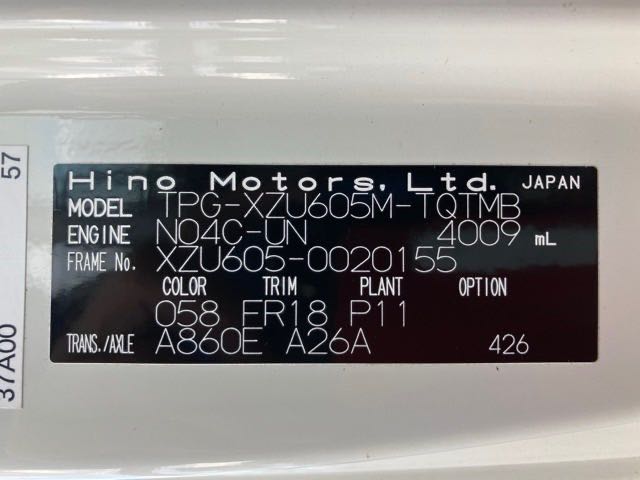 Hino Motors, Ltd. JAPAN
MODEL TPG-XZU605M-TQTMB
ENGINE N04C-UN 4009 mL
FRAME No. XZU605-0020155
COLOR TRIM PLANT OPTION
058 FR18 P11
TRANS./AXLE A860E A26A 426
57
37A00